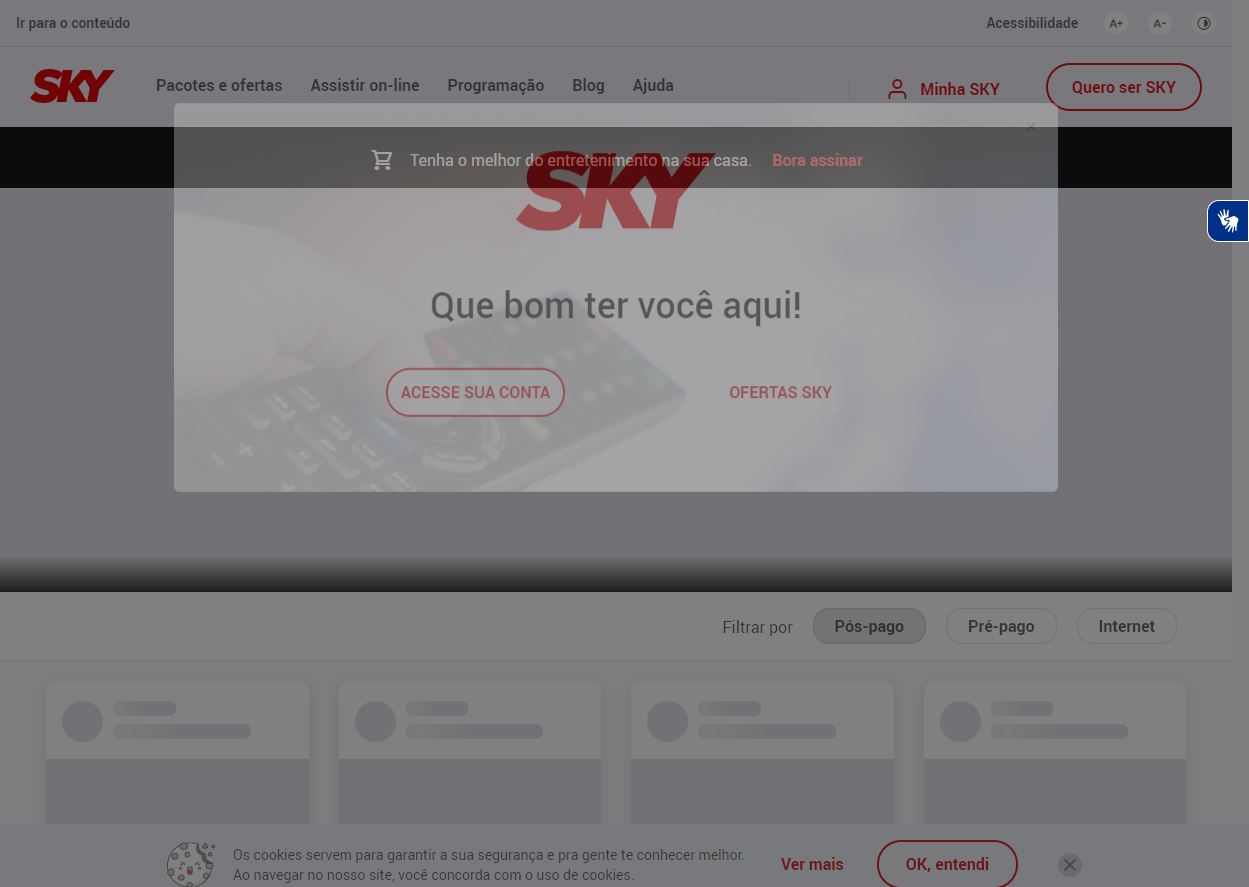 Ir para o conteúdo
Acessibilidade
A+
A-
SKY
Pacotes e ofertas
Assistir on-line
Programação
Blog
Ajuda
Minha SKY
Quero ser SKY
Tenha o melhor do entretenimento na sua casa.
Bora assinar
SKY
Que bom ter você aqui!
ACESSE SUA CONTA
OFERTAS SKY
Filtrar por
Pós-pago
Pré-pago
Internet
Os cookies servem para garantir a sua segurança e pra gente te conhecer melhor.
Ao navegar no nosso site, você concorda com o uso de cookies.
Ver mais
OK, entendi